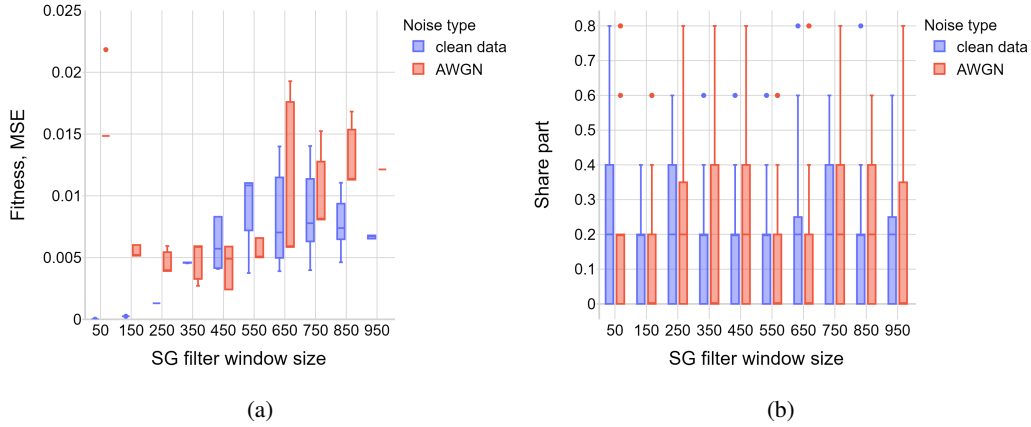 0.025
0.02
0.015
0.01
0.005
0
Fitness, MSE
50 150 250 350 450 550 650 750 850 950
SG filter window size
Noise type
clean data
AWGN
(a)
0.8
0.7
0.6
0.5
0.4
0.3
0.2
0.1
0
Share part
50 150 250 350 450 550 650 750 850 950
SG filter window size
Noise type
clean data
AWGN
(b)